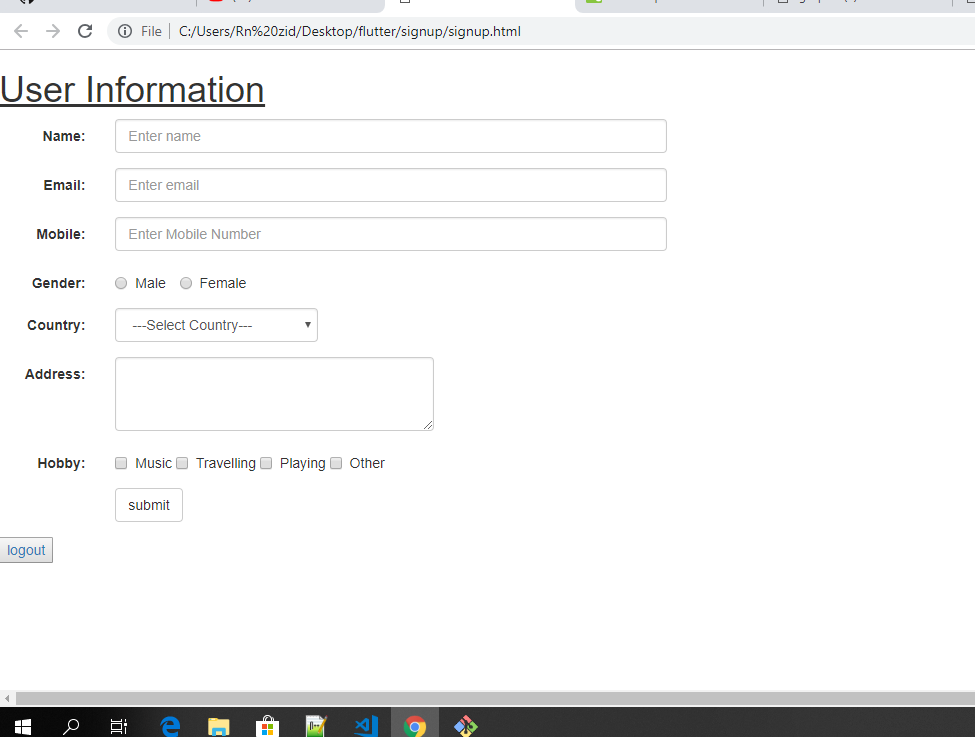 File C:/Users/Rn%20zid/Desktop/flutter/signup/signup.html
User Information
Name: Enter name
Email: Enter email
Mobile: Enter Mobile Number
Gender: Male Female
Country: ---Select Country---
Address:
Hobby: Music Travelling Playing Other
submit
logout